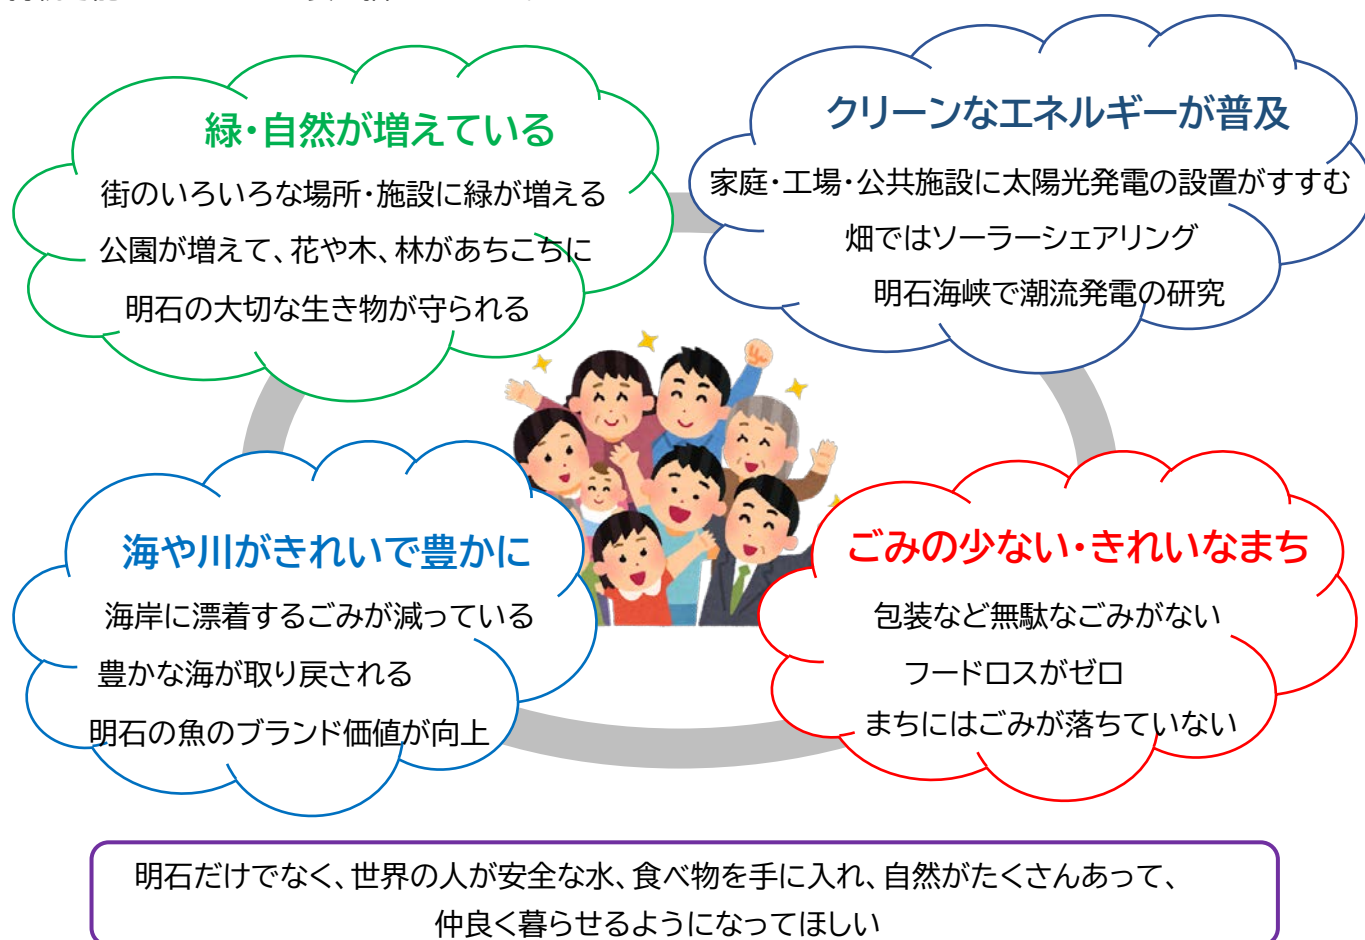 緑・自然が増えている
街のいろいろな場所・施設に緑が増える
公園が増えて、花や木、林があちこちに
明石の大切な生き物が守られる
クリーンなエネルギーが普及
家庭・工場・公共施設に太陽光発電の設置がすすむ
畑ではソーラーシェアリング
明石海峡で潮流発電の研究
海や川がきれいで豊かに
海岸に漂着するごみが減っている
豊かな海が取り戻される
明石の魚のブランド価値が向上
ごみの少ない・きれいなまち
包装など無駄なごみがない
フードロスがゼロ
まちにはごみが落ちていない
明石だけでなく、世界の人が安全な水、食べ物を手に入れ、自然がたくさんあって、
仲良く暮らせるようになってほしい